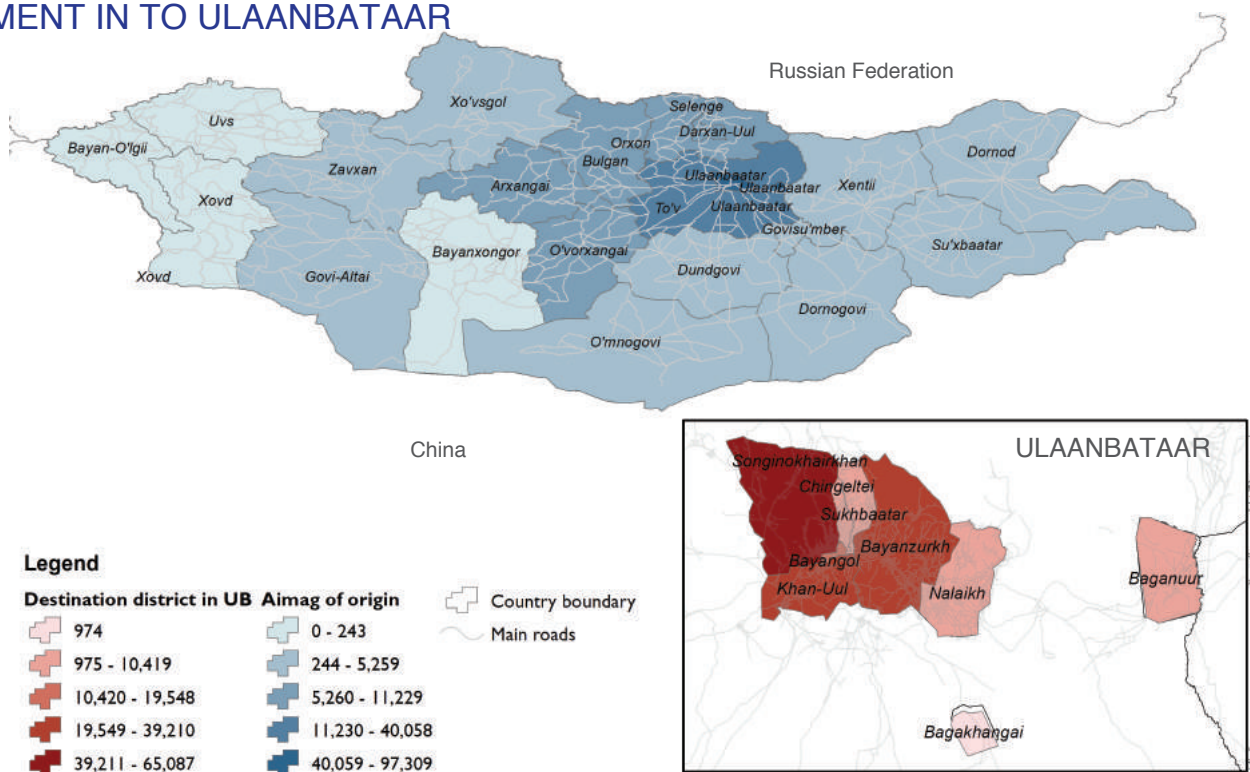 MENT IN TO ULAANBATAAR
Russian Federation
Xo'vsgol
Selenge
Uvs
Darxan-Uul
Orxon
Bayan-O'lgii
Bulgan
Dornod
Zavxan
Ulaanbaatar
Arxangai
Ulaanbaatar
Xentii
Xovd
To'v
Ulaanbaatar
Govisu'mber
Bayanxongor
O'vorxangai
Su'xbaatar
Xovd
Govi-Altai
Dundgovi
Dornogovi
O'mnogovi
China
ULAANBATAAR
Songinokhairkhan
Chingeltei
Sukhbaatar
Bayanzurkh
Bayangol
Khan-Uul
Nalaikh
Baganuur
Bagakhangai
Legend
Destination district in UB
974
975 - 10,419
10,420 - 19,548
19,549 - 39,210
39,211 - 65,087
Aimag of origin
0 - 243
244 - 5,259
5,260 - 11,229
11,230 - 40,058
40,059 - 97,309
Country boundary
Main roads